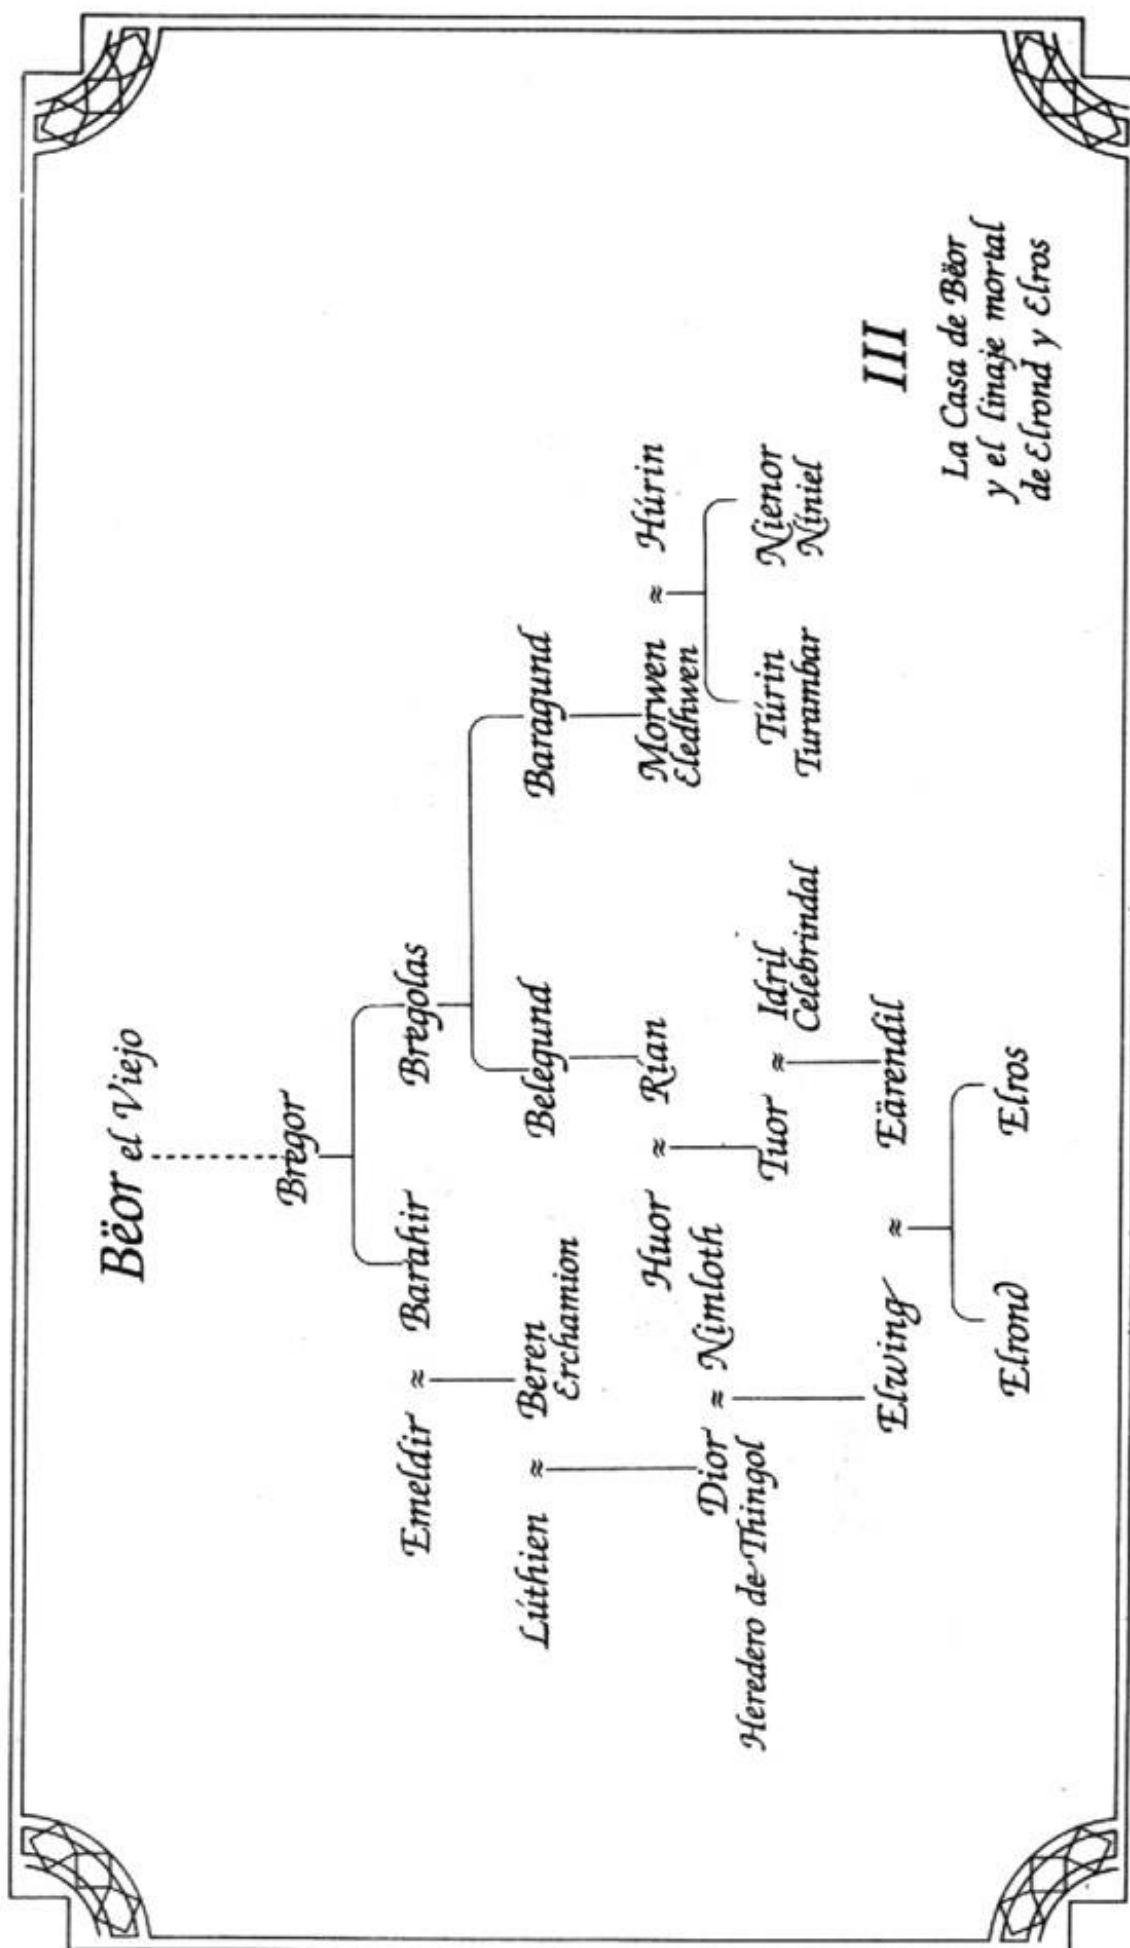 Bëor el Viejo
Bregor
Emeldir ≈ Barahir Bregolas
Lúthien ≈ Beren Belegund Baragund
Erchamion
Huor ≈ Rían Morwen ≈ Húrin
Eledhwen
Dior ≈ Nimloth Tuor ≈ Idril Túrin Nienor
Heredero de Thingol Celebrindal Turambar Níniel
Elwing ≈ Eärendil
Elrond Elros
III
La Casa de Bëor
y el linaje mortal
de Elrond y Elros